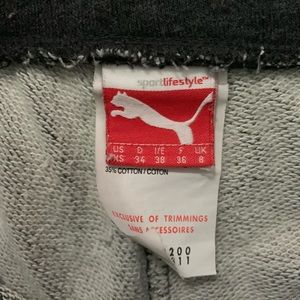 sportlifestyle™
US D I/E F UK
XS 34 38 36 8
35% COTTON/COTON
EXCLUSIVE OF TRIMMINGS
SANS ACCESSOIRES
200
311